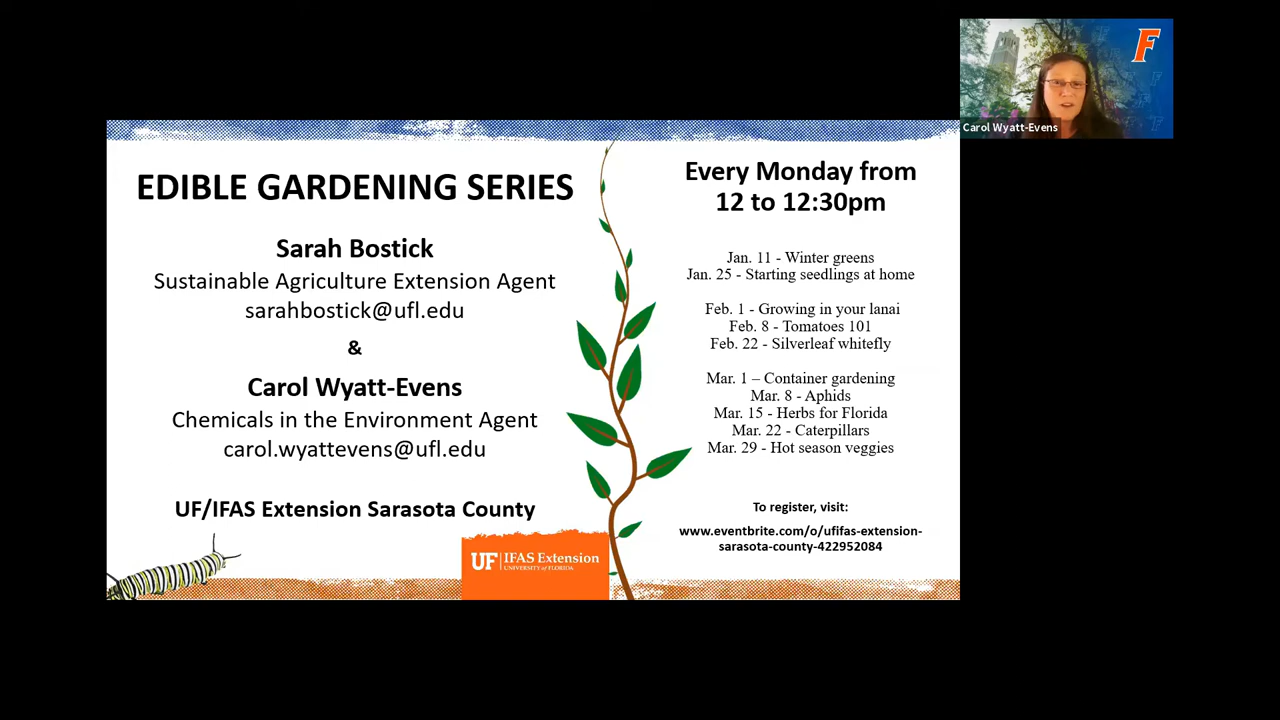 EDIBLE GARDENING SERIES
Sarah Bostick
Sustainable Agriculture Extension Agent
sarahbostick@ufl.edu
&
Carol Wyatt-Evens
Chemicals in the Environment Agent
carol.wyattevens@ufl.edu
UF/IFAS Extension Sarasota County
UF IFAS Extension
UNIVERSITY of FLORIDA
Every Monday from
12 to 12:30pm
Jan. 11 - Winter greens
Jan. 25 - Starting seedlings at home
Feb. 1 - Growing in your lanai
Feb. 8 - Tomatoes 101
Feb. 22 - Silverleaf whitefly
Mar. 1 – Container gardening
Mar. 8 - Aphids
Mar. 15 - Herbs for Florida
Mar. 22 - Caterpillars
Mar. 29 - Hot season veggies
To register, visit:
www.eventbrite.com/o/ufifas-extension-
sarasota-county-422952084
F
Carol Wyatt-Evens